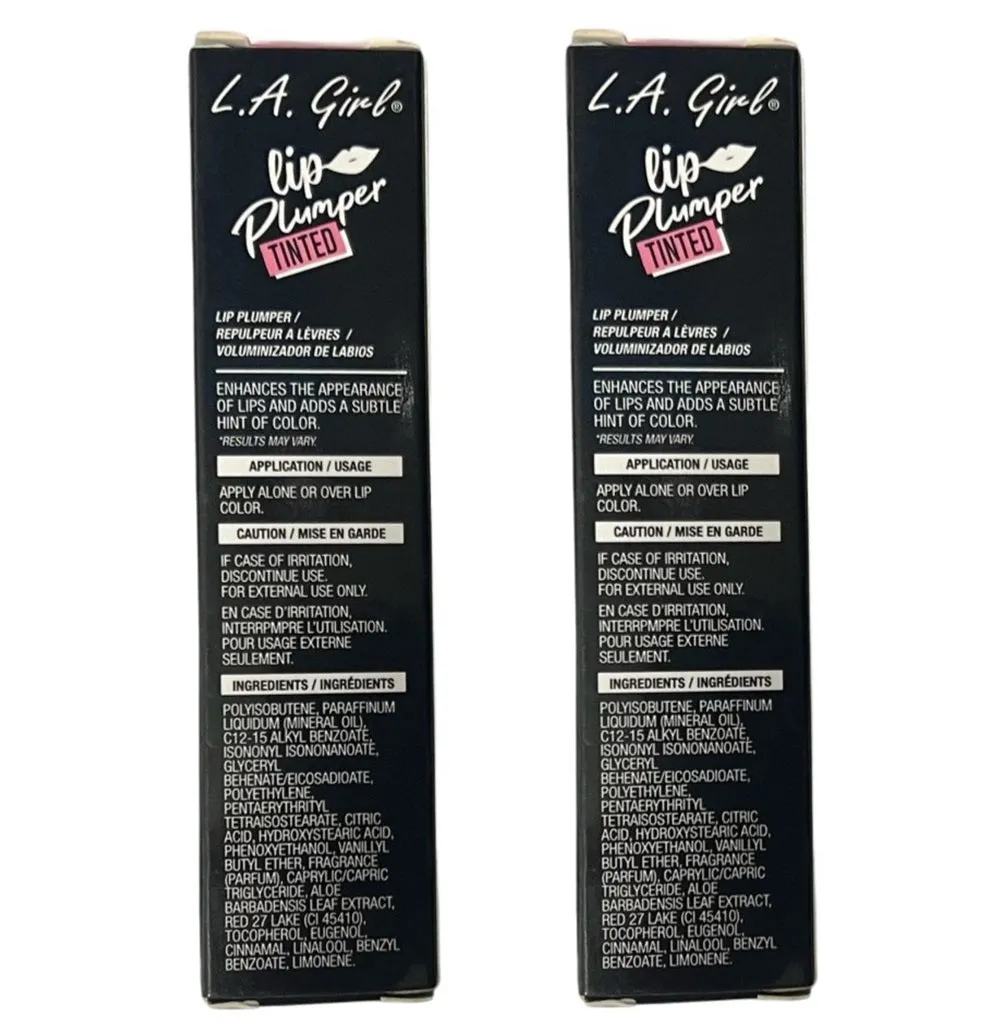 L.A. Girl®
lip
Plumper
TINTED
LIP PLUMPER /
REPULPEUR A LÈVRES /
VOLUMINIZADOR DE LABIOS
ENHANCES THE APPEARANCE
OF LIPS AND ADDS A SUBTLE
HINT OF COLOR.
*RESULTS MAY VARY.
APPLICATION / USAGE
APPLY ALONE OR OVER LIP
COLOR.
CAUTION / MISE EN GARDE
IF CASE OF IRRITATION,
DISCONTINUE USE.
FOR EXTERNAL USE ONLY.
EN CASE D'IRRITATION,
INTERRPMPRE L'UTILISATION.
POUR USAGE EXTERNE
SEULEMENT.
INGREDIENTS / INGRÉDIENTS
POLYISOBUTENE, PARAFFINUM
LIQUIDUM (MINERAL OIL),
C12-15 ALKYL BENZOATE,
ISONONYL ISONONANOATE,
GLYCERYL
BEHENATE/EICOSADIOATE,
POLYETHYLENE,
PENTAERYTHRITYL
TETRAISOSTEARATE, CITRIC
ACID, HYDROXYSTEARIC ACID,
PHENOXYETHANOL, VANILLYL
BUTYL ETHER, FRAGRANCE
(PARFUM), CAPRYLIC/CAPRIC
TRIGLYCERIDE, ALOE
BARBADENSIS LEAF EXTRACT,
RED 27 LAKE (CI 45410),
TOCOPHEROL, EUGENOL,
CINNAMAL, LINALOOL, BENZYL
BENZOATE, LIMONENE.
L.A. Girl®
lip
Plumper
TINTED
LIP PLUMPER /
REPULPEUR A LÈVRES /
VOLUMINIZADOR DE LABIOS
ENHANCES THE APPEARANCE
OF LIPS AND ADDS A SUBTLE
HINT OF COLOR.
*RESULTS MAY VARY.
APPLICATION / USAGE
APPLY ALONE OR OVER LIP
COLOR.
CAUTION / MISE EN GARDE
IF CASE OF IRRITATION,
DISCONTINUE USE.
FOR EXTERNAL USE ONLY.
EN CASE D'IRRITATION,
INTERRPMPRE L'UTILISATION.
POUR USAGE EXTERNE
SEULEMENT.
INGREDIENTS / INGRÉDIENTS
POLYISOBUTENE, PARAFFINUM
LIQUIDUM (MINERAL OIL),
C12-15 ALKYL BENZOATE,
ISONONYL ISONONANOATE,
GLYCERYL
BEHENATE/EICOSADIOATE,
POLYETHYLENE,
PENTAERYTHRITYL
TETRAISOSTEARATE, CITRIC
ACID, HYDROXYSTEARIC ACID,
PHENOXYETHANOL, VANILLYL
BUTYL ETHER, FRAGRANCE
(PARFUM), CAPRYLIC/CAPRIC
TRIGLYCERIDE, ALOE
BARBADENSIS LEAF EXTRACT,
RED 27 LAKE (CI 45410),
TOCOPHEROL, EUGENOL,
CINNAMAL, LINALOOL, BENZYL
BENZOATE, LIMONENE.